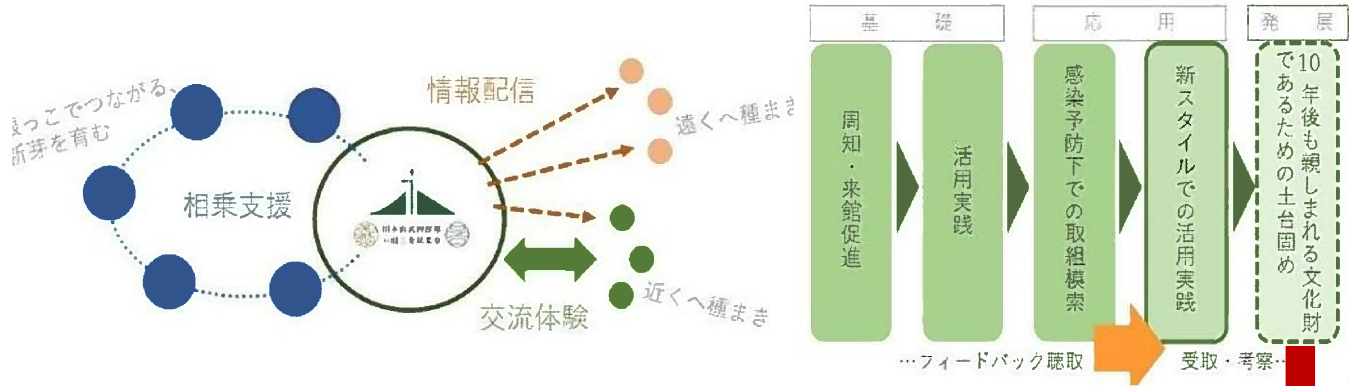 っこでつながる、
新芽を育む
相乗支援
情報配信
遠くへ種まき
近くへ種まき
交流体験
基礎
周知・来館促進
活用実践
応用
感染予防下での取組模索
新スタイルでの活用実践
発展
10年後も親しまれる文化財
であるための土台固め
…フィードバック聴取
受取・考察…